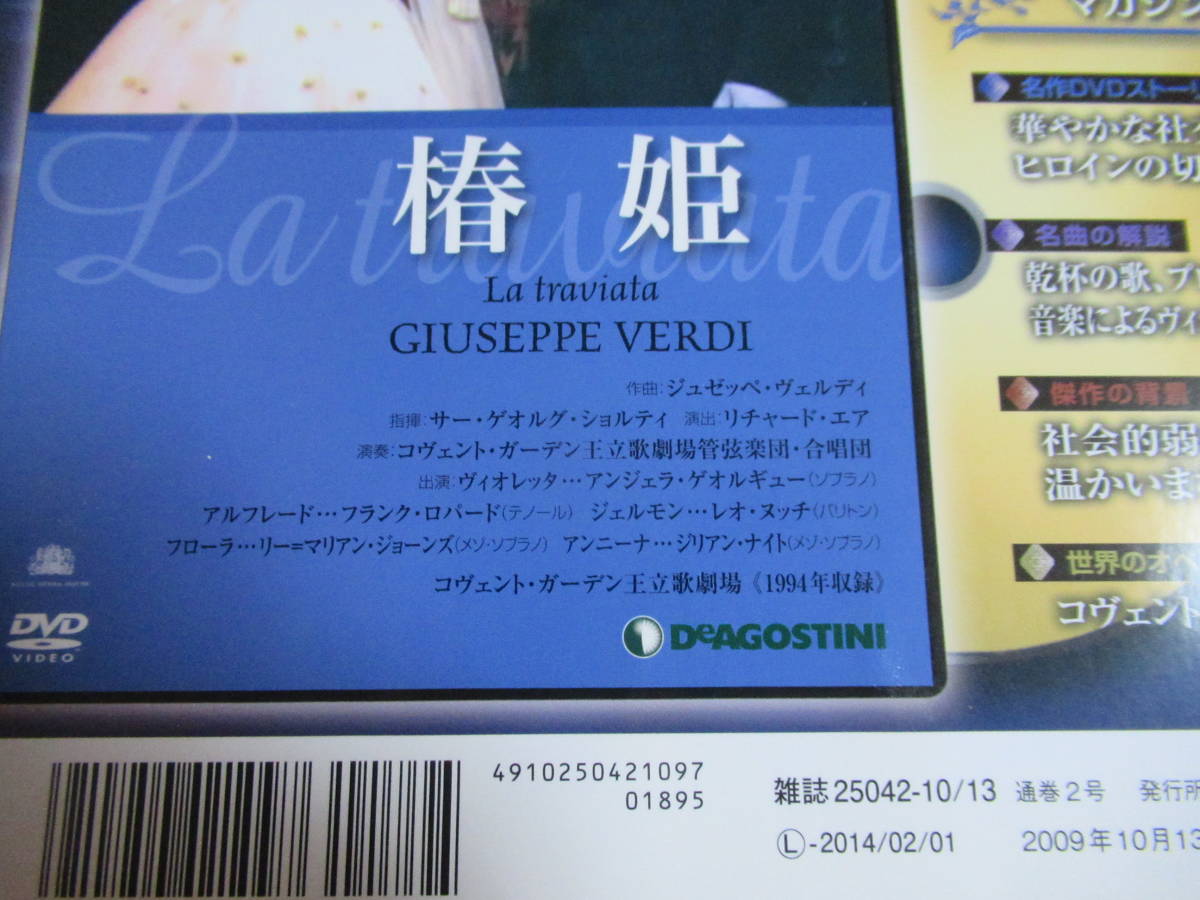 La traviata
椿 姫
La traviata
GIUSEPPE VERDI
作曲：ジュゼッペ・ヴェルディ
指揮：サー・ゲオルグ・ショルティ 演出：リチャード・エア
演奏：コヴェント・ガーデン王立歌劇場管弦楽団・合唱団
出演：ヴィオレッタ…アンジェラ・ゲオルギュー（ソプラノ）
アルフレード…フランク・ロパード（テノール） ジェルモン…レオ・ヌッチ（バリトン）
フローラ…リー＝マリアン・ジョーンズ（メゾ・ソプラノ） アンニーナ…ジリアン・ナイト（メゾ・ソプラノ）
コヴェント・ガーデン王立歌劇場《1994年収録》
DVD
VIDEO
DeAGOSTINI
マガジン
名作DVDストー
華やかな社
ヒロインの切
名曲の解説
乾杯の歌、プ
音楽によるヴィ
傑作の背景
社会的弱
温かいま
世界のオペ
コヴェント
4910250421097
01895
雑誌 25042-10/13 通巻2号 発行所
Ⓛ-2014/02/01 2009年10月13